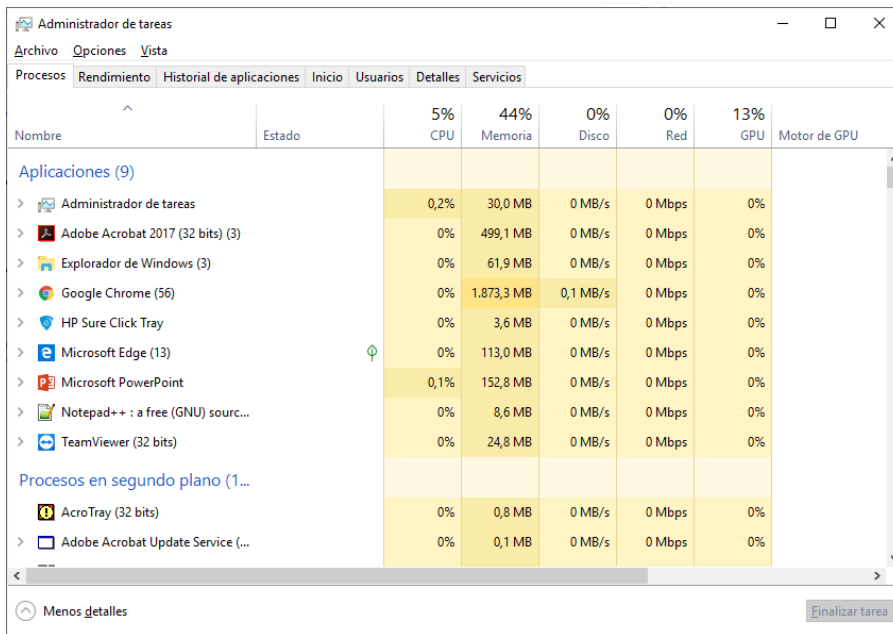 Administrador de tareas
Archivo Opciones Vista
Procesos Rendimiento Historial de aplicaciones Inicio Usuarios Detalles Servicios
5% 44% 0% 0% 13%
Nombre Estado CPU Memoria Disco Red GPU Motor de GPU
Aplicaciones (9)
Administrador de tareas 0,2% 30,0 MB 0 MB/s 0 Mbps 0%
Adobe Acrobat 2017 (32 bits) (3) 0% 499,1 MB 0 MB/s 0 Mbps 0%
Explorador de Windows (3) 0% 61,9 MB 0 MB/s 0 Mbps 0%
Google Chrome (56) 0% 1.873,3 MB 0,1 MB/s 0 Mbps 0%
HP Sure Click Tray 0% 3,6 MB 0 MB/s 0 Mbps 0%
Microsoft Edge (13) 0% 113,0 MB 0 MB/s 0 Mbps 0%
Microsoft PowerPoint 0,1% 152,8 MB 0 MB/s 0 Mbps 0%
Notepad++ : a free (GNU) sourc... 0% 8,6 MB 0 MB/s 0 Mbps 0%
TeamViewer (32 bits) 0% 24,8 MB 0 MB/s 0 Mbps 0%
Procesos en segundo plano (1...
AcroTray (32 bits) 0% 0,8 MB 0 MB/s 0 Mbps 0%
Adobe Acrobat Update Service (... 0% 0,1 MB 0 MB/s 0 Mbps 0%
Menos detalles Finalizar tarea